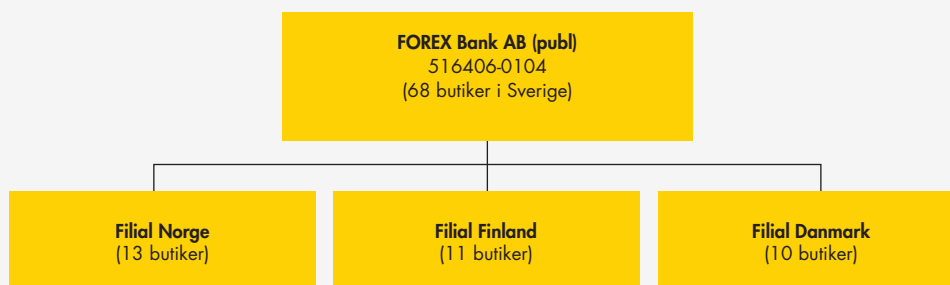 FOREX Bank AB (publ)
516406-0104
(68 butiker i Sverige)
Filial Norge
(13 butiker)
Filial Finland
(11 butiker)
Filial Danmark
(10 butiker)